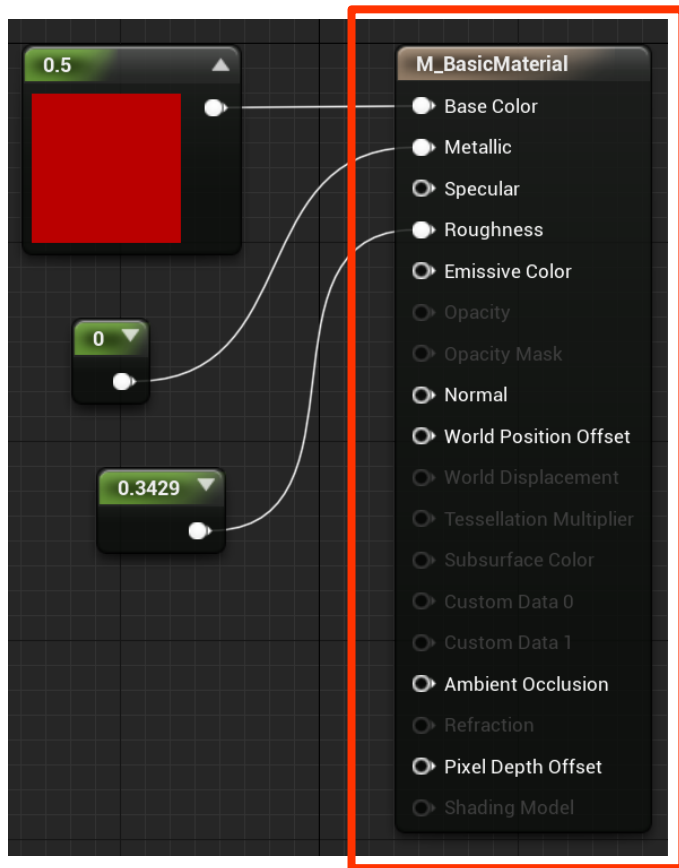 0.5
0
0.3429
M_BasicMaterial
Base Color
Metallic
Specular
Roughness
Emissive Color
Opacity
Opacity Mask
Normal
World Position Offset
World Displacement
Tessellation Multiplier
Subsurface Color
Custom Data 0
Custom Data 1
Ambient Occlusion
Refraction
Pixel Depth Offset
Shading Model